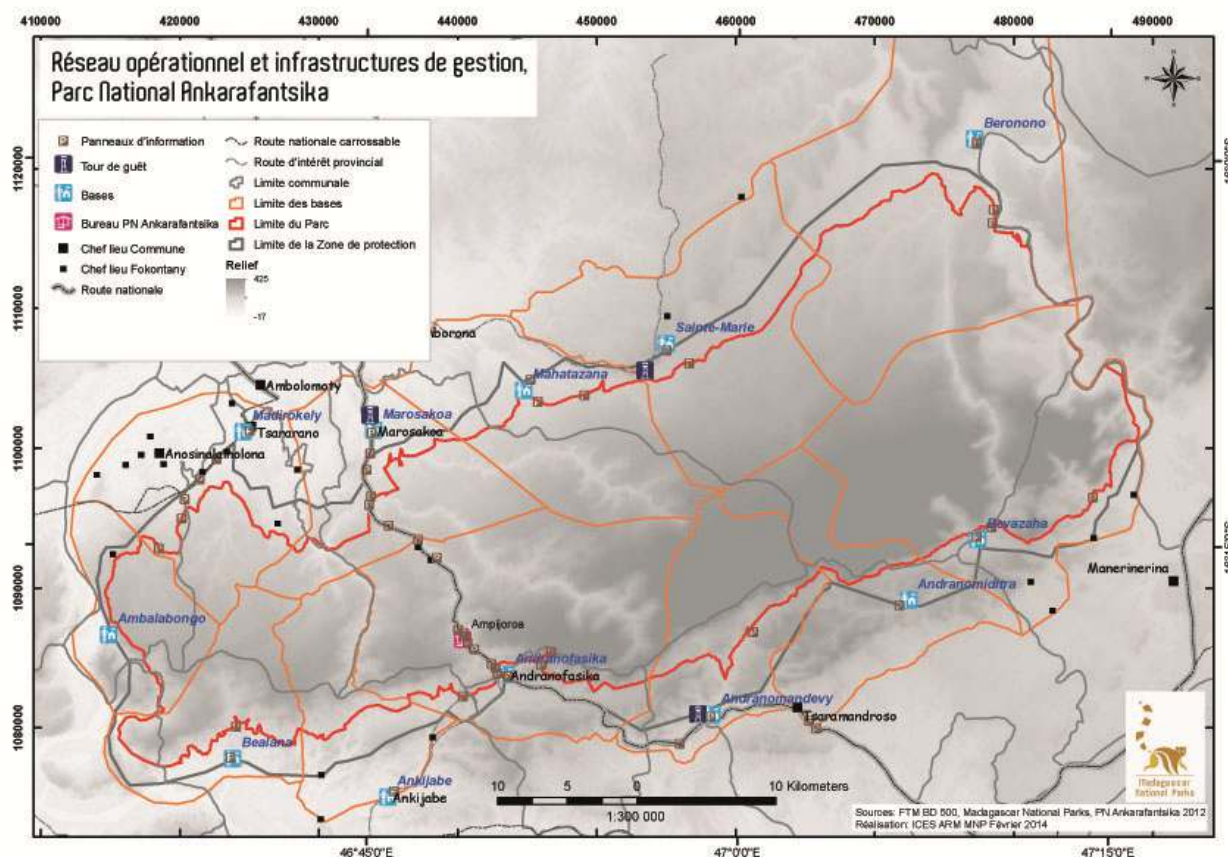 410000 420000 430000 440000 450000 460000 470000 480000 490000
Réseau opérationnel et infrastructures de gestion,
Parc National Ankarafantsika
Panneaux d'information
Tour de guêt
Bases
Bureau PN Ankarafantsika
Chef lieu Commune
Chef lieu Fokontany
Route nationale
Route nationale carrossable
Route d'intérêt provincial
Limite communale
Limite des bases
Limite du Parc
Limite de la Zone de protection
Relief
425
-17
1120000
1110000
1100000
1090000
1080000
Beronono
Sainte-Marie
Mahatazana
Ambolomoty
Madirokely
Tsararano
Marosakoa
Marosakoa
Bevazaha
Andranomiditra
Manerinerina
Ambalabongo
Ampijoroa
Andranofasika
Andranofasika
Andranomandevy
Tsaramandroso
Bealana
Ankijabe
Ankijabe
10 5 0 10 Kilometers
1:300 000
Madagascar
National Parks
Sources: FTM BD 500, Madagascar National Parks, PN Ankarafantsika 2012
Réalisation: ICES ARM MNP Février 2014
46°45'0"E 47°0'0"E 47°15'0"E